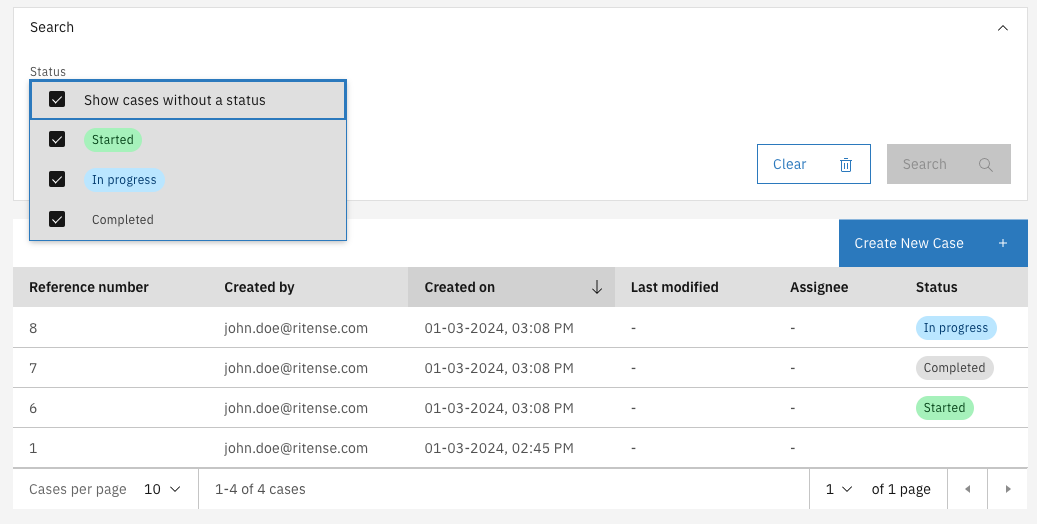 Search
Status
Show cases without a status
Started
In progress
Completed
Clear
Search
Create New Case +
Reference number Created by Created on Last modified Assignee Status
8 john.doe@ritense.com 01-03-2024, 03:08 PM - - In progress
7 john.doe@ritense.com 01-03-2024, 03:08 PM - - Completed
6 john.doe@ritense.com 01-03-2024, 03:08 PM - - Started
1 john.doe@ritense.com 01-03-2024, 02:45 PM - -
Cases per page 10 1-4 of 4 cases 1 of 1 page